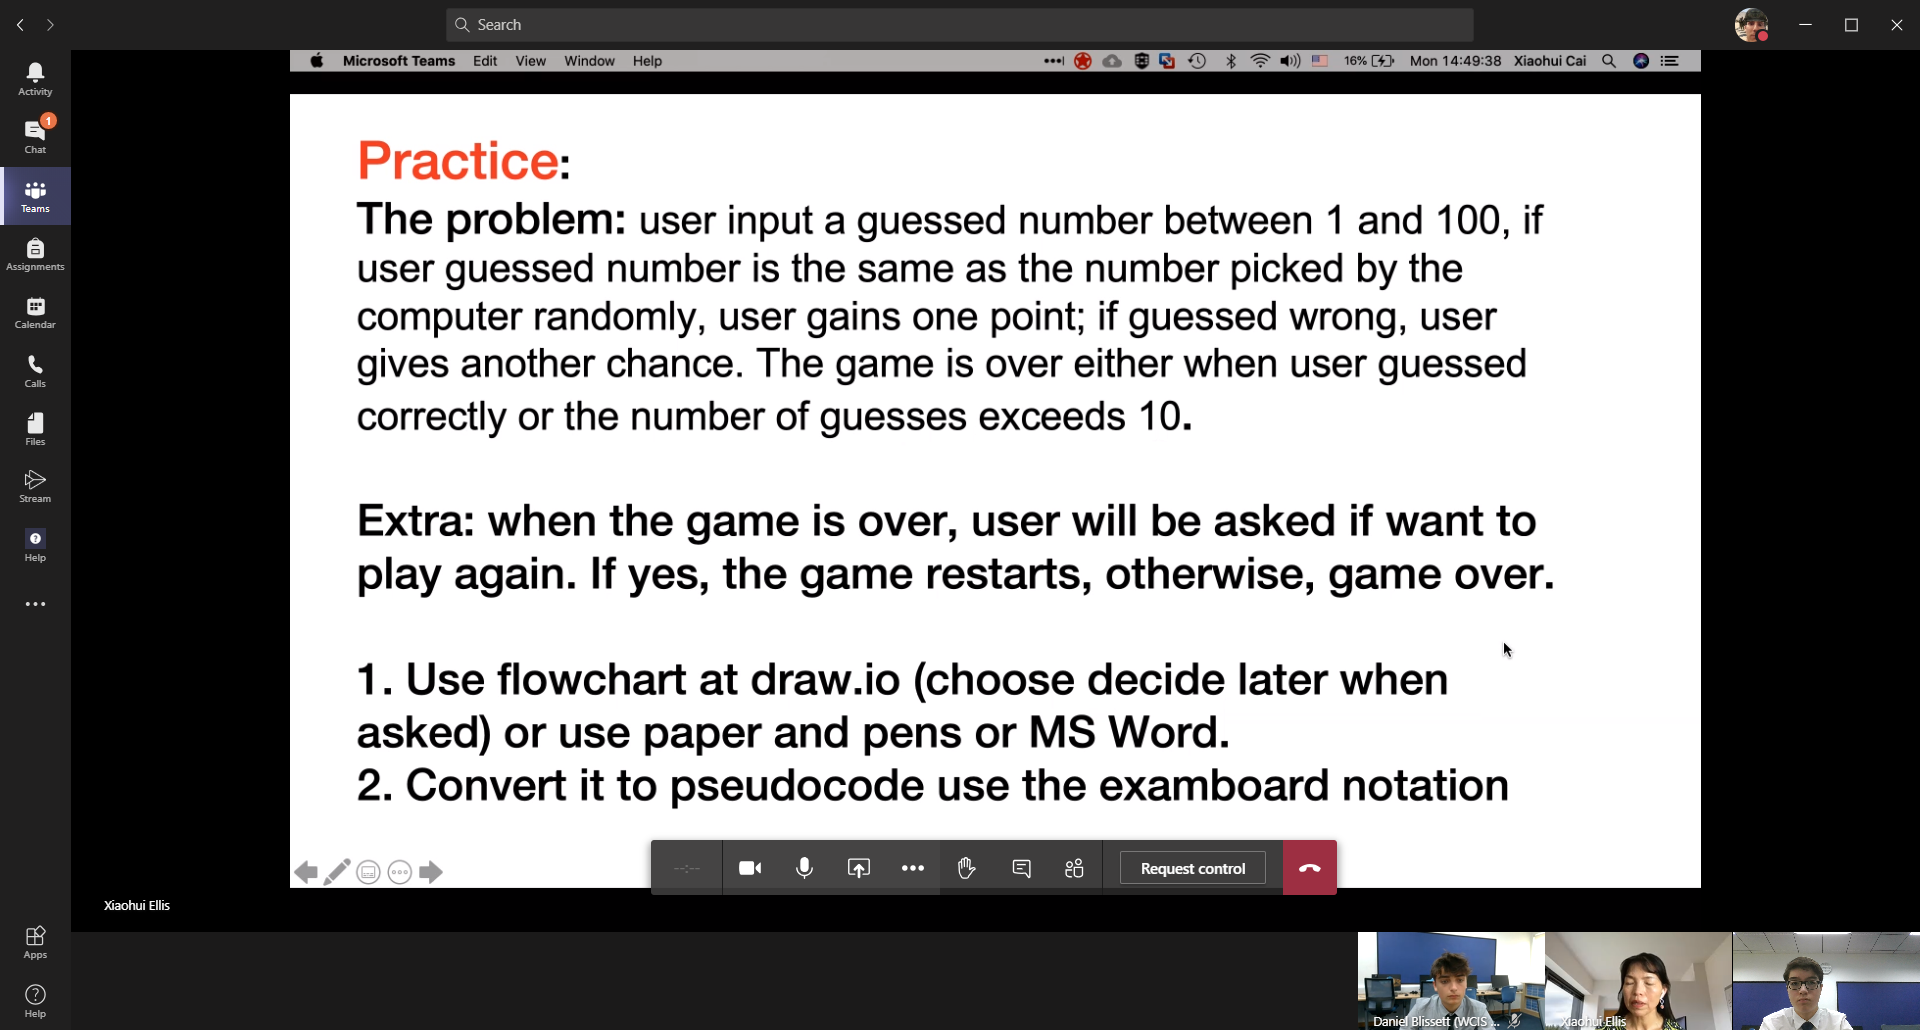 Search
Microsoft Teams Edit View Window Help
16% Mon 14:49:38 Xiaohui Cai
Activity
1
Chat
Teams
Assignments
Calendar
Calls
Files
Stream
Help
Practice:
The problem: user input a guessed number between 1 and 100, if
user guessed number is the same as the number picked by the
computer randomly, user gains one point; if guessed wrong, user
gives another chance. The game is over either when user guessed
correctly or the number of guesses exceeds 10.
Extra: when the game is over, user will be asked if want to
play again. If yes, the game restarts, otherwise, game over.
1. Use flowchart at draw.io (choose decide later when
asked) or use paper and pens or MS Word.
2. Convert it to pseudocode use the examboard notation
--:--
Request control
Xiaohui Ellis
Apps
Help
Daniel Blissett (WCIS ...
Xiaohui Ellis